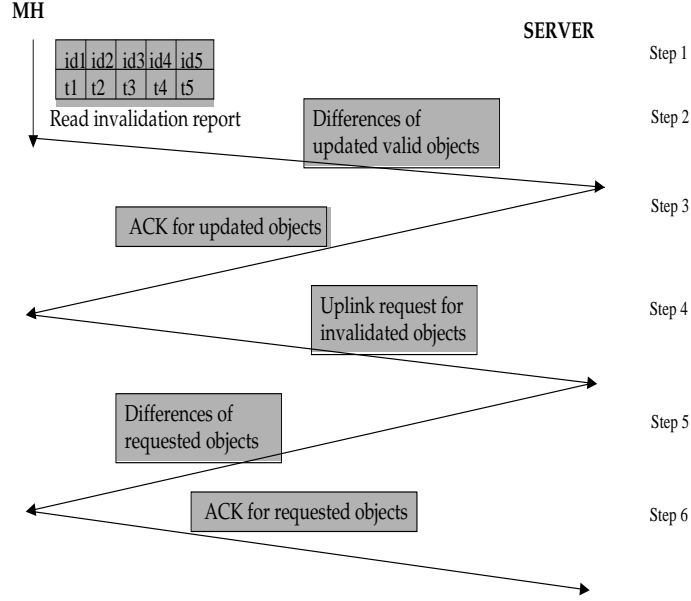 MH
SERVER
Step 1
id1 id2 id3 id4 id5
t1 t2 t3 t4 t5
Read invalidation report
Step 2
Differences of
updated valid objects
Step 3
ACK for updated objects
Step 4
Uplink request for
invalidated objects
Step 5
Differences of
requested objects
Step 6
ACK for requested objects